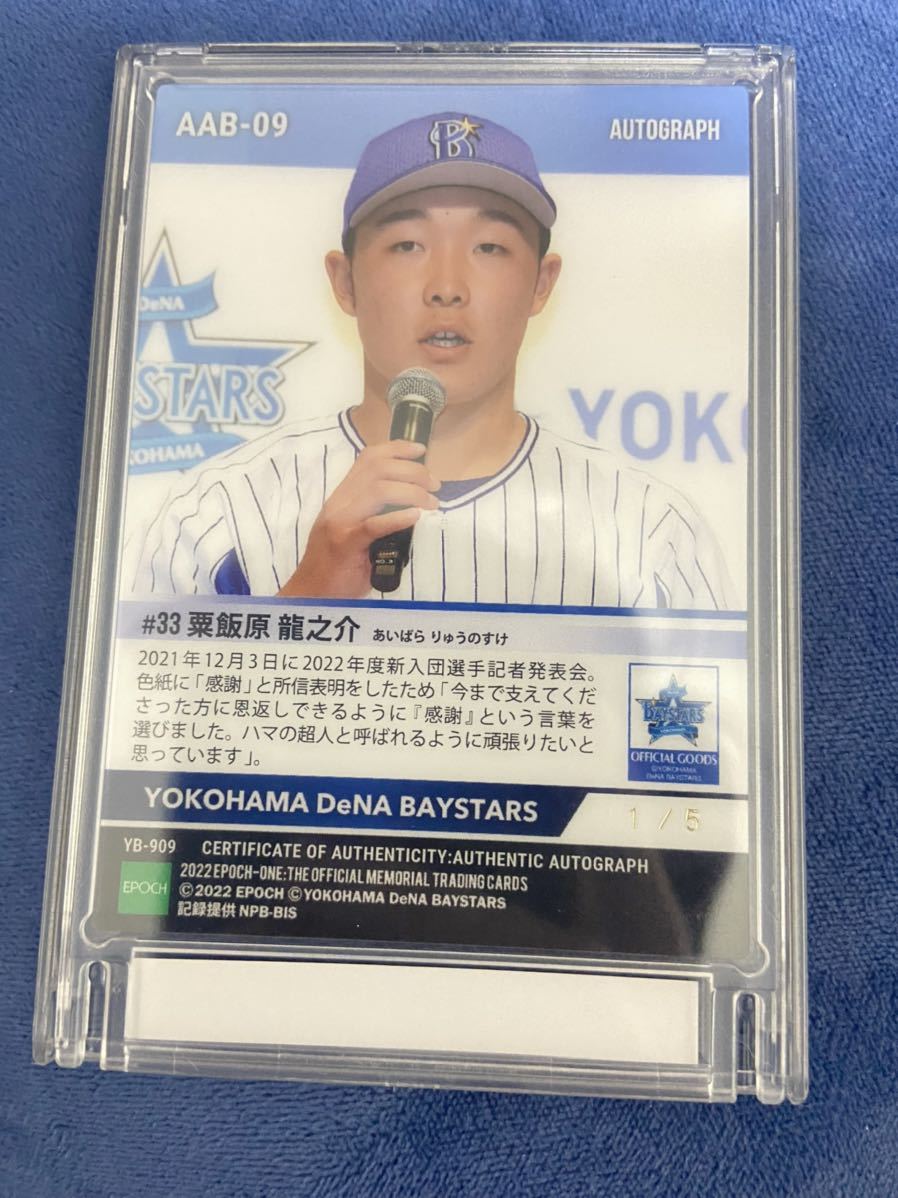 AAB-09
AUTOGRAPH
B
DeNA
STARS
KOHAMA
YOKO
#33 粟飯原 龍之介 あいばら りゅうのすけ
2021年12月3日に2022年度新入団選手記者発表会。
色紙に「感謝」と所信表明をしたため「今まで支えてくだ
さった方に恩返しできるように『感謝』という言葉を
選びました。ハマの超人と呼ばれるように頑張りたいと
思っています」。
BAYSTARS
OFFICIAL GOODS
©YOKOHAMA
DeNA BAYSTARS
YOKOHAMA DeNA BAYSTARS
1 / 5
YB-909
CERTIFICATE OF AUTHENTICITY:AUTHENTIC AUTOGRAPH
EPOCH
2022 EPOCH-ONE:THE OFFICIAL MEMORIAL TRADING CARDS
©2022 EPOCH ©YOKOHAMA DeNA BAYSTARS
記録提供 NPB-BIS